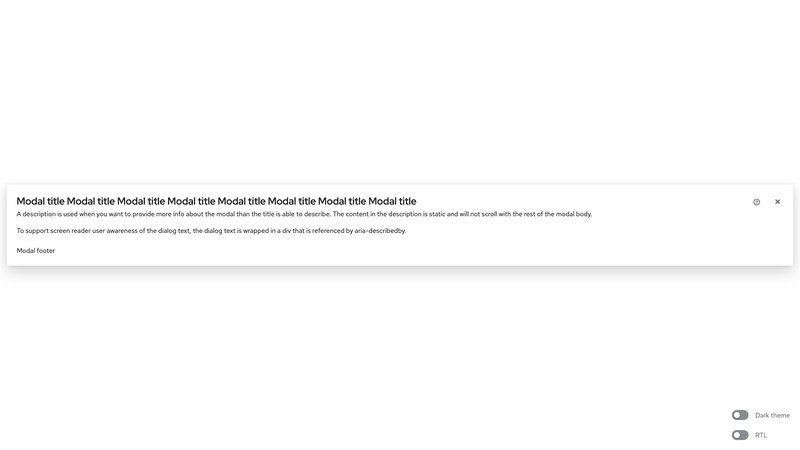 Modal title Modal title Modal title Modal title Modal title Modal title Modal title Modal title
A description is used when you want to provide more info about the modal than the title is able to describe. The content in the description is static and will not scroll with the rest of the modal body.
To support screen reader user awareness of the dialog text, the dialog text is wrapped in a div that is referenced by aria-describedby.
Modal footer
Dark theme
RTL